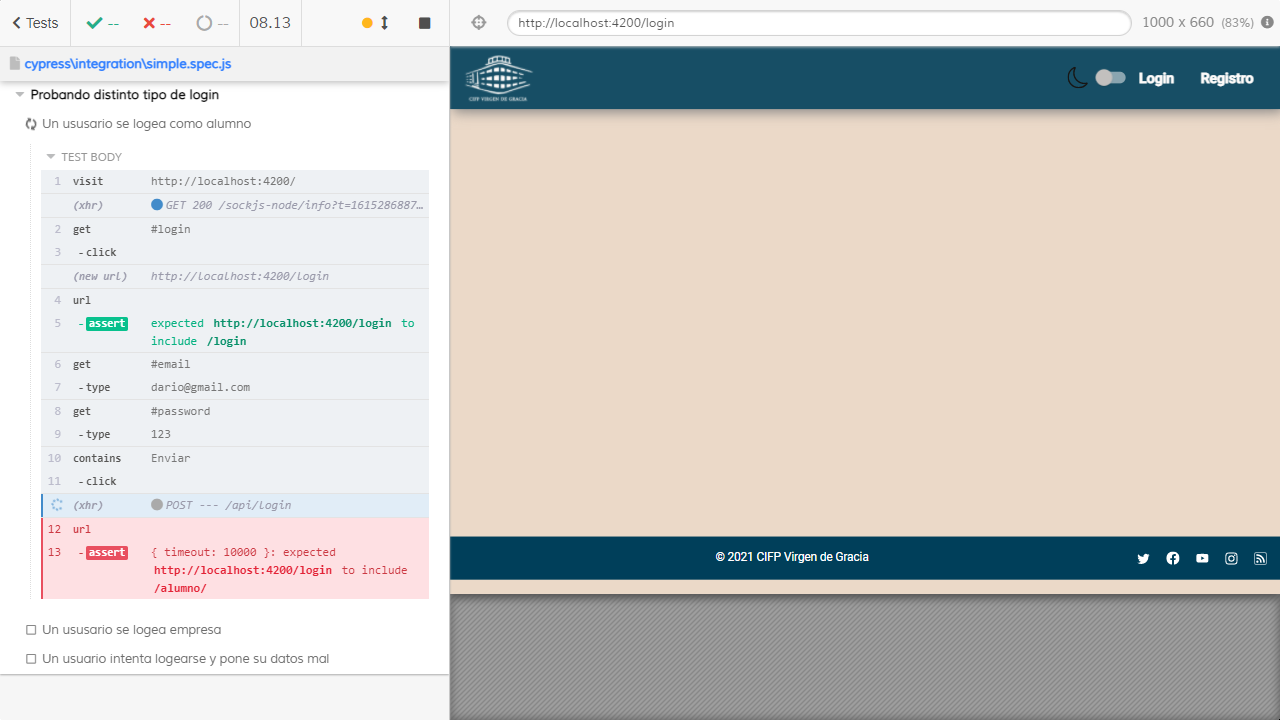 Tests
--
--
--
08.13
http://localhost:4200/login
1000 x 660 (83%)
cypress\integration\simple.spec.js
Probando distinto tipo de login
Un ususario se logea como alumno
TEST BODY
1 visit http://localhost:4200/
(xhr) GET 200 /sockjs-node/info?t=1615286887…
2 get #login
3 -click
(new url) http://localhost:4200/login
4 url
5 -assert expected http://localhost:4200/login to
include /login
6 get #email
7 -type dario@gmail.com
8 get #password
9 -type 123
10 contains Enviar
11 -click
(xhr) POST --- /api/login
12 url
13 -assert { timeout: 10000 }: expected
http://localhost:4200/login to include
/alumno/
Un ususario se logea empresa
Un usuario intenta logearse y pone su datos mal
CIFP VIRGEN DE GRACIA
Login
Registro
© 2021 CIFP Virgen de Gracia